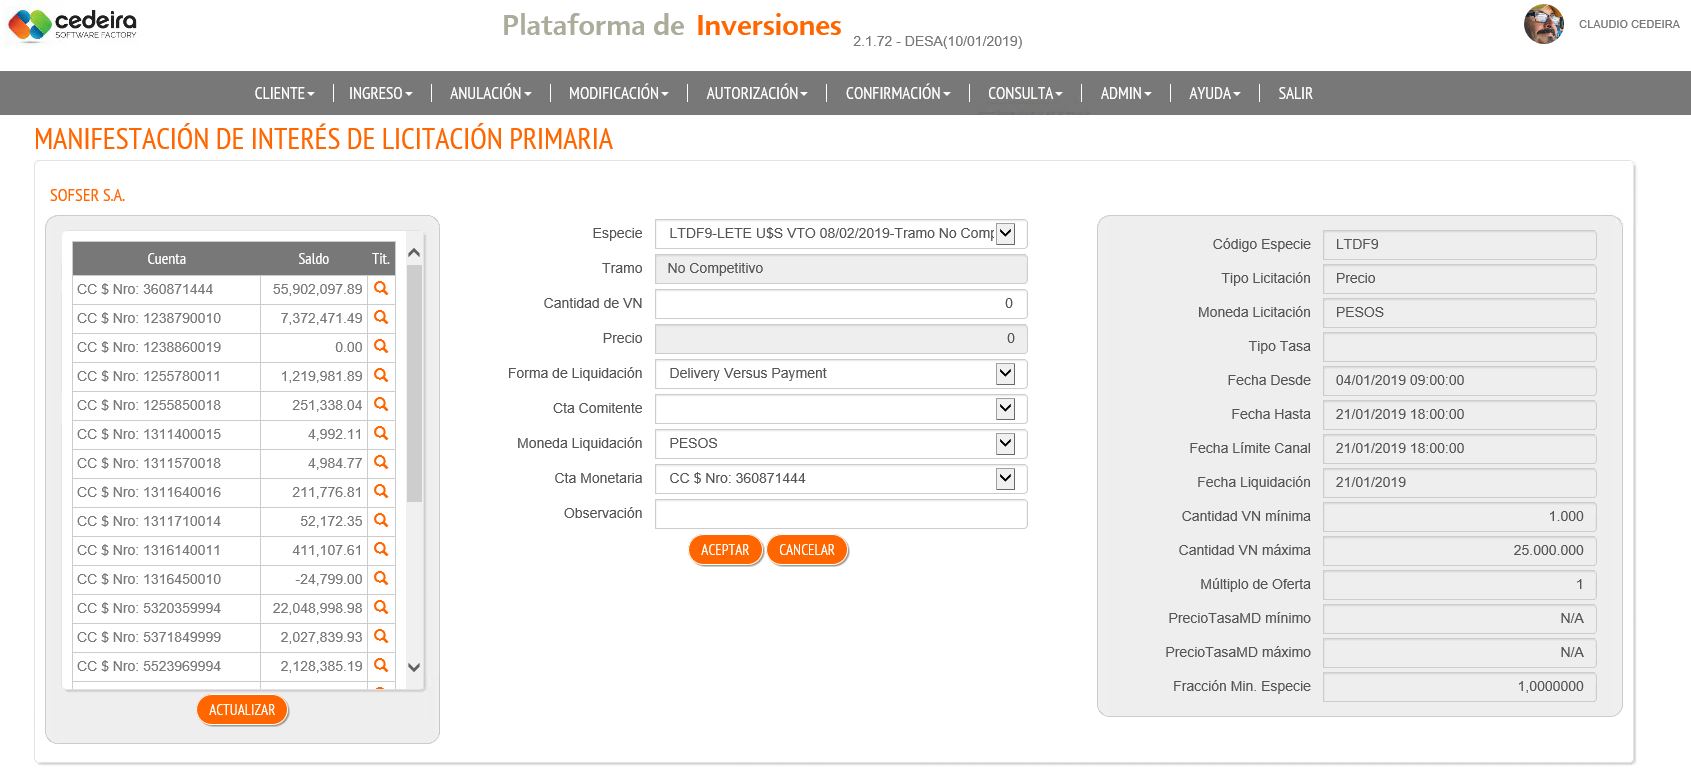 cedeira
SOFTWARE FACTORY
Plataforma de Inversiones
2.1.72 - DESA(10/01/2019)
CLAUDIO CEDEIRA
CLIENTE
INGRESO
ANULACIÓN
MODIFICACIÓN
AUTORIZACIÓN
CONFIRMACIÓN
CONSULTA
ADMIN
AYUDA
SALIR
MANIFESTACIÓN DE INTERÉS DE LICITACIÓN PRIMARIA
SOFSER S.A.
Cuenta Saldo Tit.
CC $ Nro: 360871444 55,902,097.89
CC $ Nro: 1238790010 7,372,471.49
CC $ Nro: 1238860019 0.00
CC $ Nro: 1255780011 1,219,981.89
CC $ Nro: 1255850018 251,338.04
CC $ Nro: 1311400015 4,992.11
CC $ Nro: 1311570018 4,984.77
CC $ Nro: 1311640016 211,776.81
CC $ Nro: 1311710014 52,172.35
CC $ Nro: 1316140011 411,107.61
CC $ Nro: 1316450010 -24,799.00
CC $ Nro: 5320359994 22,048,998.98
CC $ Nro: 5371849999 2,027,839.93
CC $ Nro: 5523969994 2,128,385.19
ACTUALIZAR
Especie LTDF9-LETE U$S VTO 08/02/2019-Tramo No Comp
Tramo No Competitivo
Cantidad de VN 0
Precio 0
Forma de Liquidación Delivery Versus Payment
Cta Comitente
Moneda Liquidación PESOS
Cta Monetaria CC $ Nro: 360871444
Observación
ACEPTAR
CANCELAR
Código Especie LTDF9
Tipo Licitación Precio
Moneda Licitación PESOS
Tipo Tasa
Fecha Desde 04/01/2019 09:00:00
Fecha Hasta 21/01/2019 18:00:00
Fecha Límite Canal 21/01/2019 18:00:00
Fecha Liquidación 21/01/2019
Cantidad VN mínima 1.000
Cantidad VN máxima 25.000.000
Múltiplo de Oferta 1
PrecioTasaMD mínimo N/A
PrecioTasaMD máximo N/A
Fracción Min. Especie 1,0000000